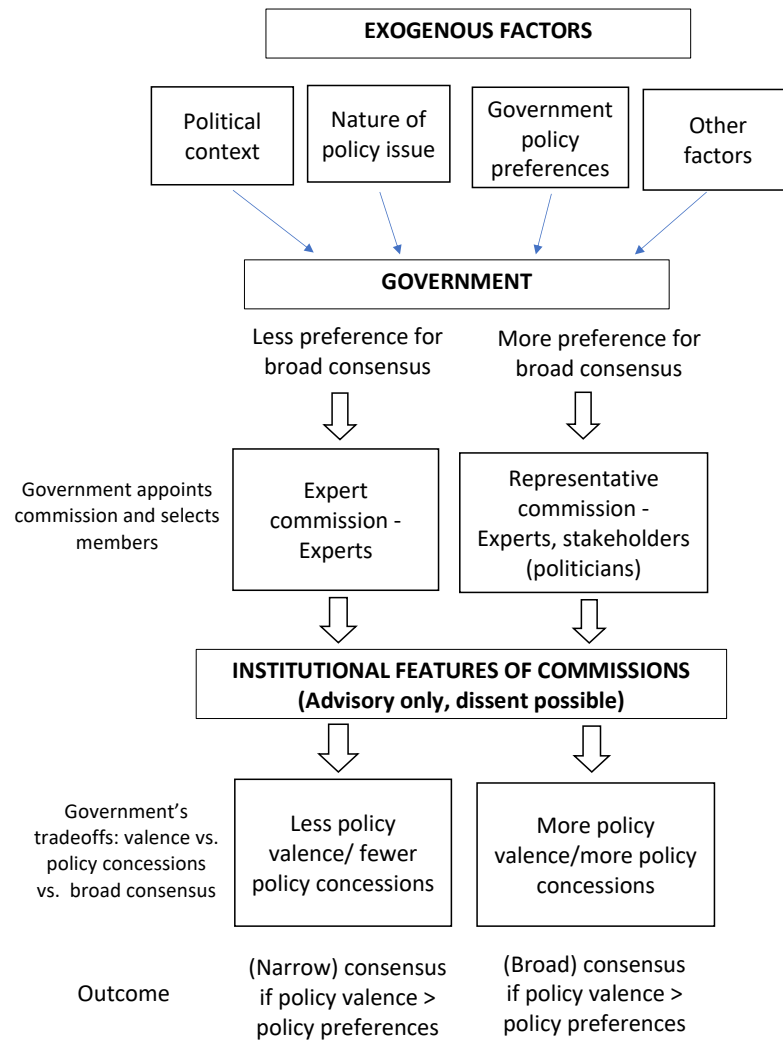 EXOGENOUS FACTORS
Political
context
Nature of
policy issue
Government
policy
preferences
Other
factors
GOVERNMENT
Less preference for
broad consensus
More preference for
broad consensus
Government appoints
commission and selects
members
Expert
commission -
Experts
Representative
commission -
Experts, stakeholders
(politicians)
INSTITUTIONAL FEATURES OF COMMISSIONS
(Advisory only, dissent possible)
Government’s
tradeoffs: valence vs.
policy concessions
vs. broad consensus
Less policy
valence/ fewer
policy concessions
More policy
valence/more policy
concessions
Outcome
(Narrow) consensus
if policy valence >
policy preferences
(Broad) consensus
if policy valence >
policy preferences